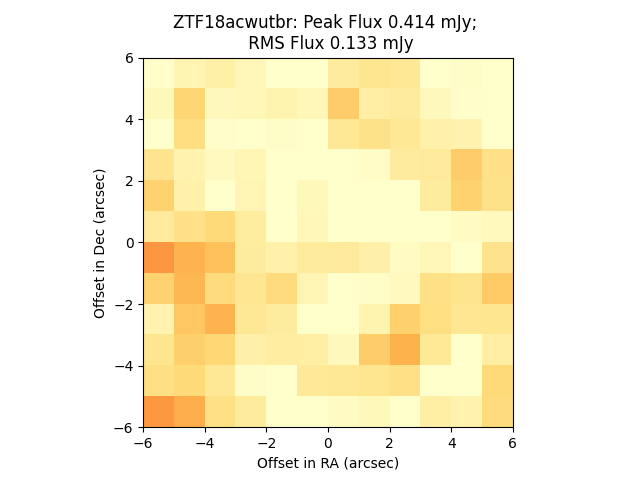 ZTF18acwutbr: Peak Flux 0.414 mJy;
RMS Flux 0.133 mJy
6
4
2
0
−2
−4
−6
Offset in Dec (arcsec)
−6 −4 −2 0 2 4 6
Offset in RA (arcsec)